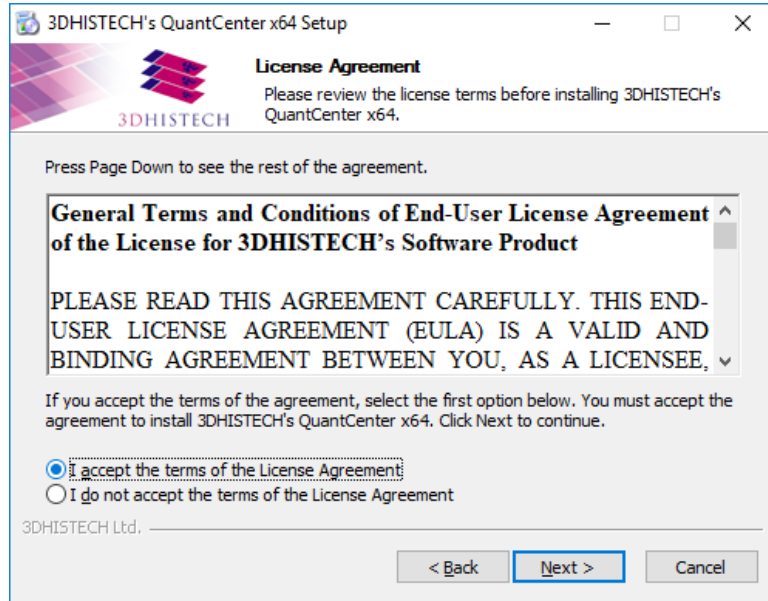 3DHISTECH's QuantCenter x64 Setup
3DHISTECH
License Agreement
Please review the license terms before installing 3DHISTECH's
QuantCenter x64.
Press Page Down to see the rest of the agreement.
General Terms and Conditions of End-User License Agreement
of the License for 3DHISTECH’s Software Product
PLEASE READ THIS AGREEMENT CAREFULLY. THIS END-
USER LICENSE AGREEMENT (EULA) IS A VALID AND
BINDING AGREEMENT BETWEEN YOU, AS A LICENSEE,
If you accept the terms of the agreement, select the first option below. You must accept the
agreement to install 3DHISTECH's QuantCenter x64. Click Next to continue.
I accept the terms of the License Agreement
I do not accept the terms of the License Agreement
3DHISTECH Ltd.
< Back Next > Cancel